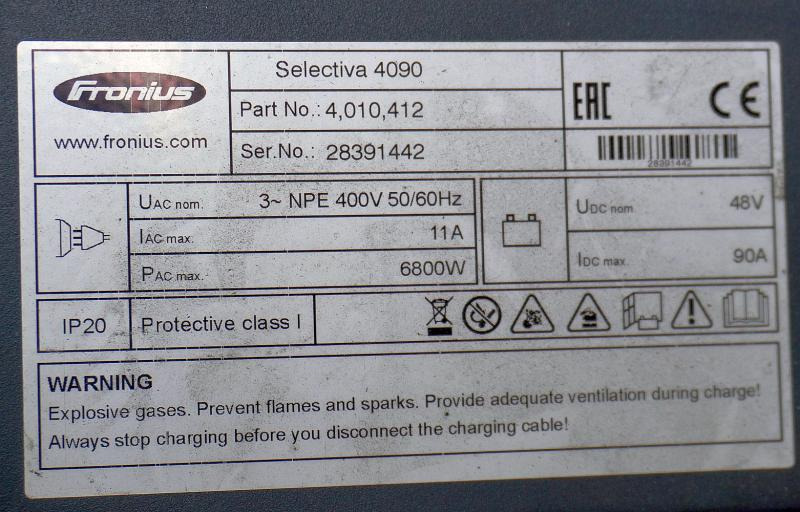 Fronius
www.fronius.com
Selectiva 4090
Part No.: 4,010,412
Ser.No.: 28391442
EAC CE
28391442
UAC nom. 3~ NPE 400V 50/60Hz
IAC max. 11A
PAC max. 6800W
UDC nom. 48V
IDC max. 90A
IP20 Protective class I
WARNING
Explosive gases. Prevent flames and sparks. Provide adequate ventilation during charge!
Always stop charging before you disconnect the charging cable!